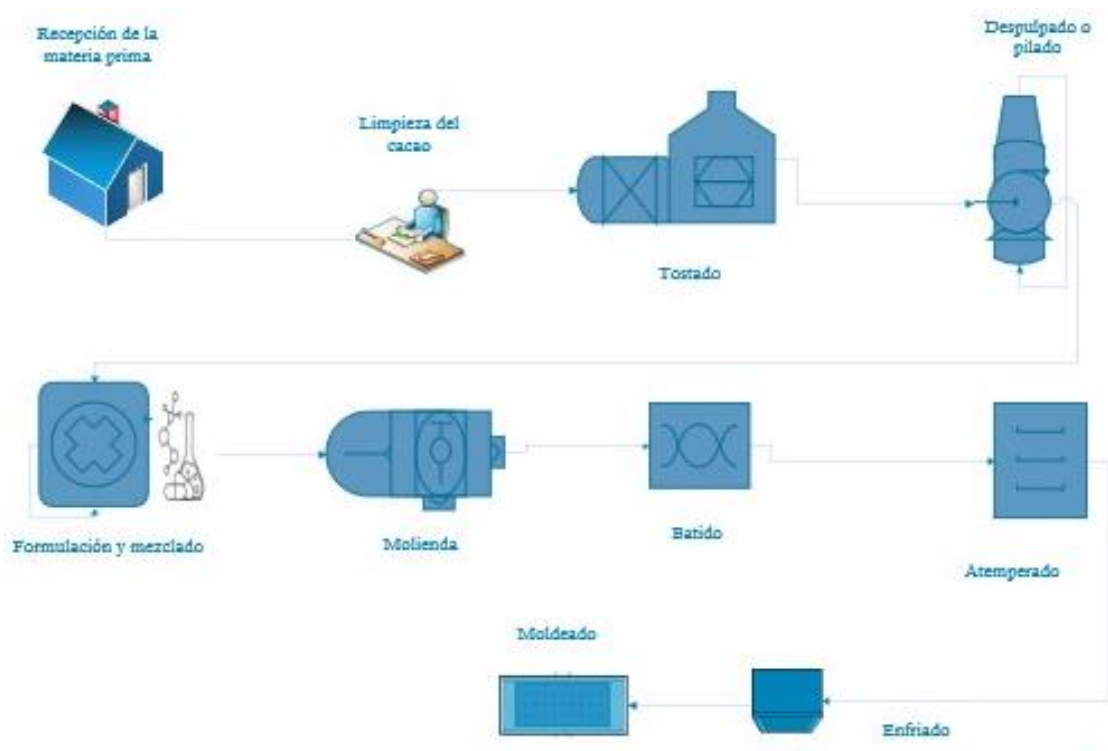 Recepción de la
materia prima
Limpieza del
cacao
Tostado
Despulpado o
pilado
Formulación y mezclado
Molienda
Batido
Atemperado
Enfriado
Moldeado